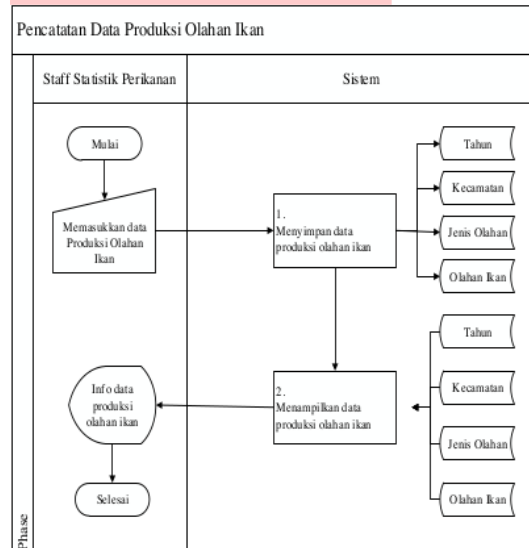 Pencatatan Data Produksi Olahan Ikan
Staff Statistik Perikanan
Sistem
Mulai
Memasukkan data
Produksi Olahan
Ikan
1.
Menyimpan data
produksi olahan ikan
Tahun
Kecamatan
Jenis Olahan
Olahan Ikan
2.
Menampilkan data
produksi olahan ikan
Tahun
Kecamatan
Jenis Olahan
Olahan Ikan
Info data
produksi
olahan ikan
Selesai
Phase